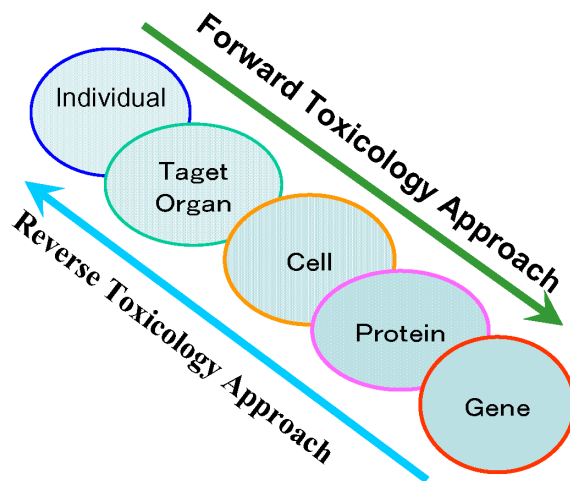 Forward Toxicology Approach
Individual
Taget
Organ
Cell
Protein
Gene
Reverse Toxicology Approach